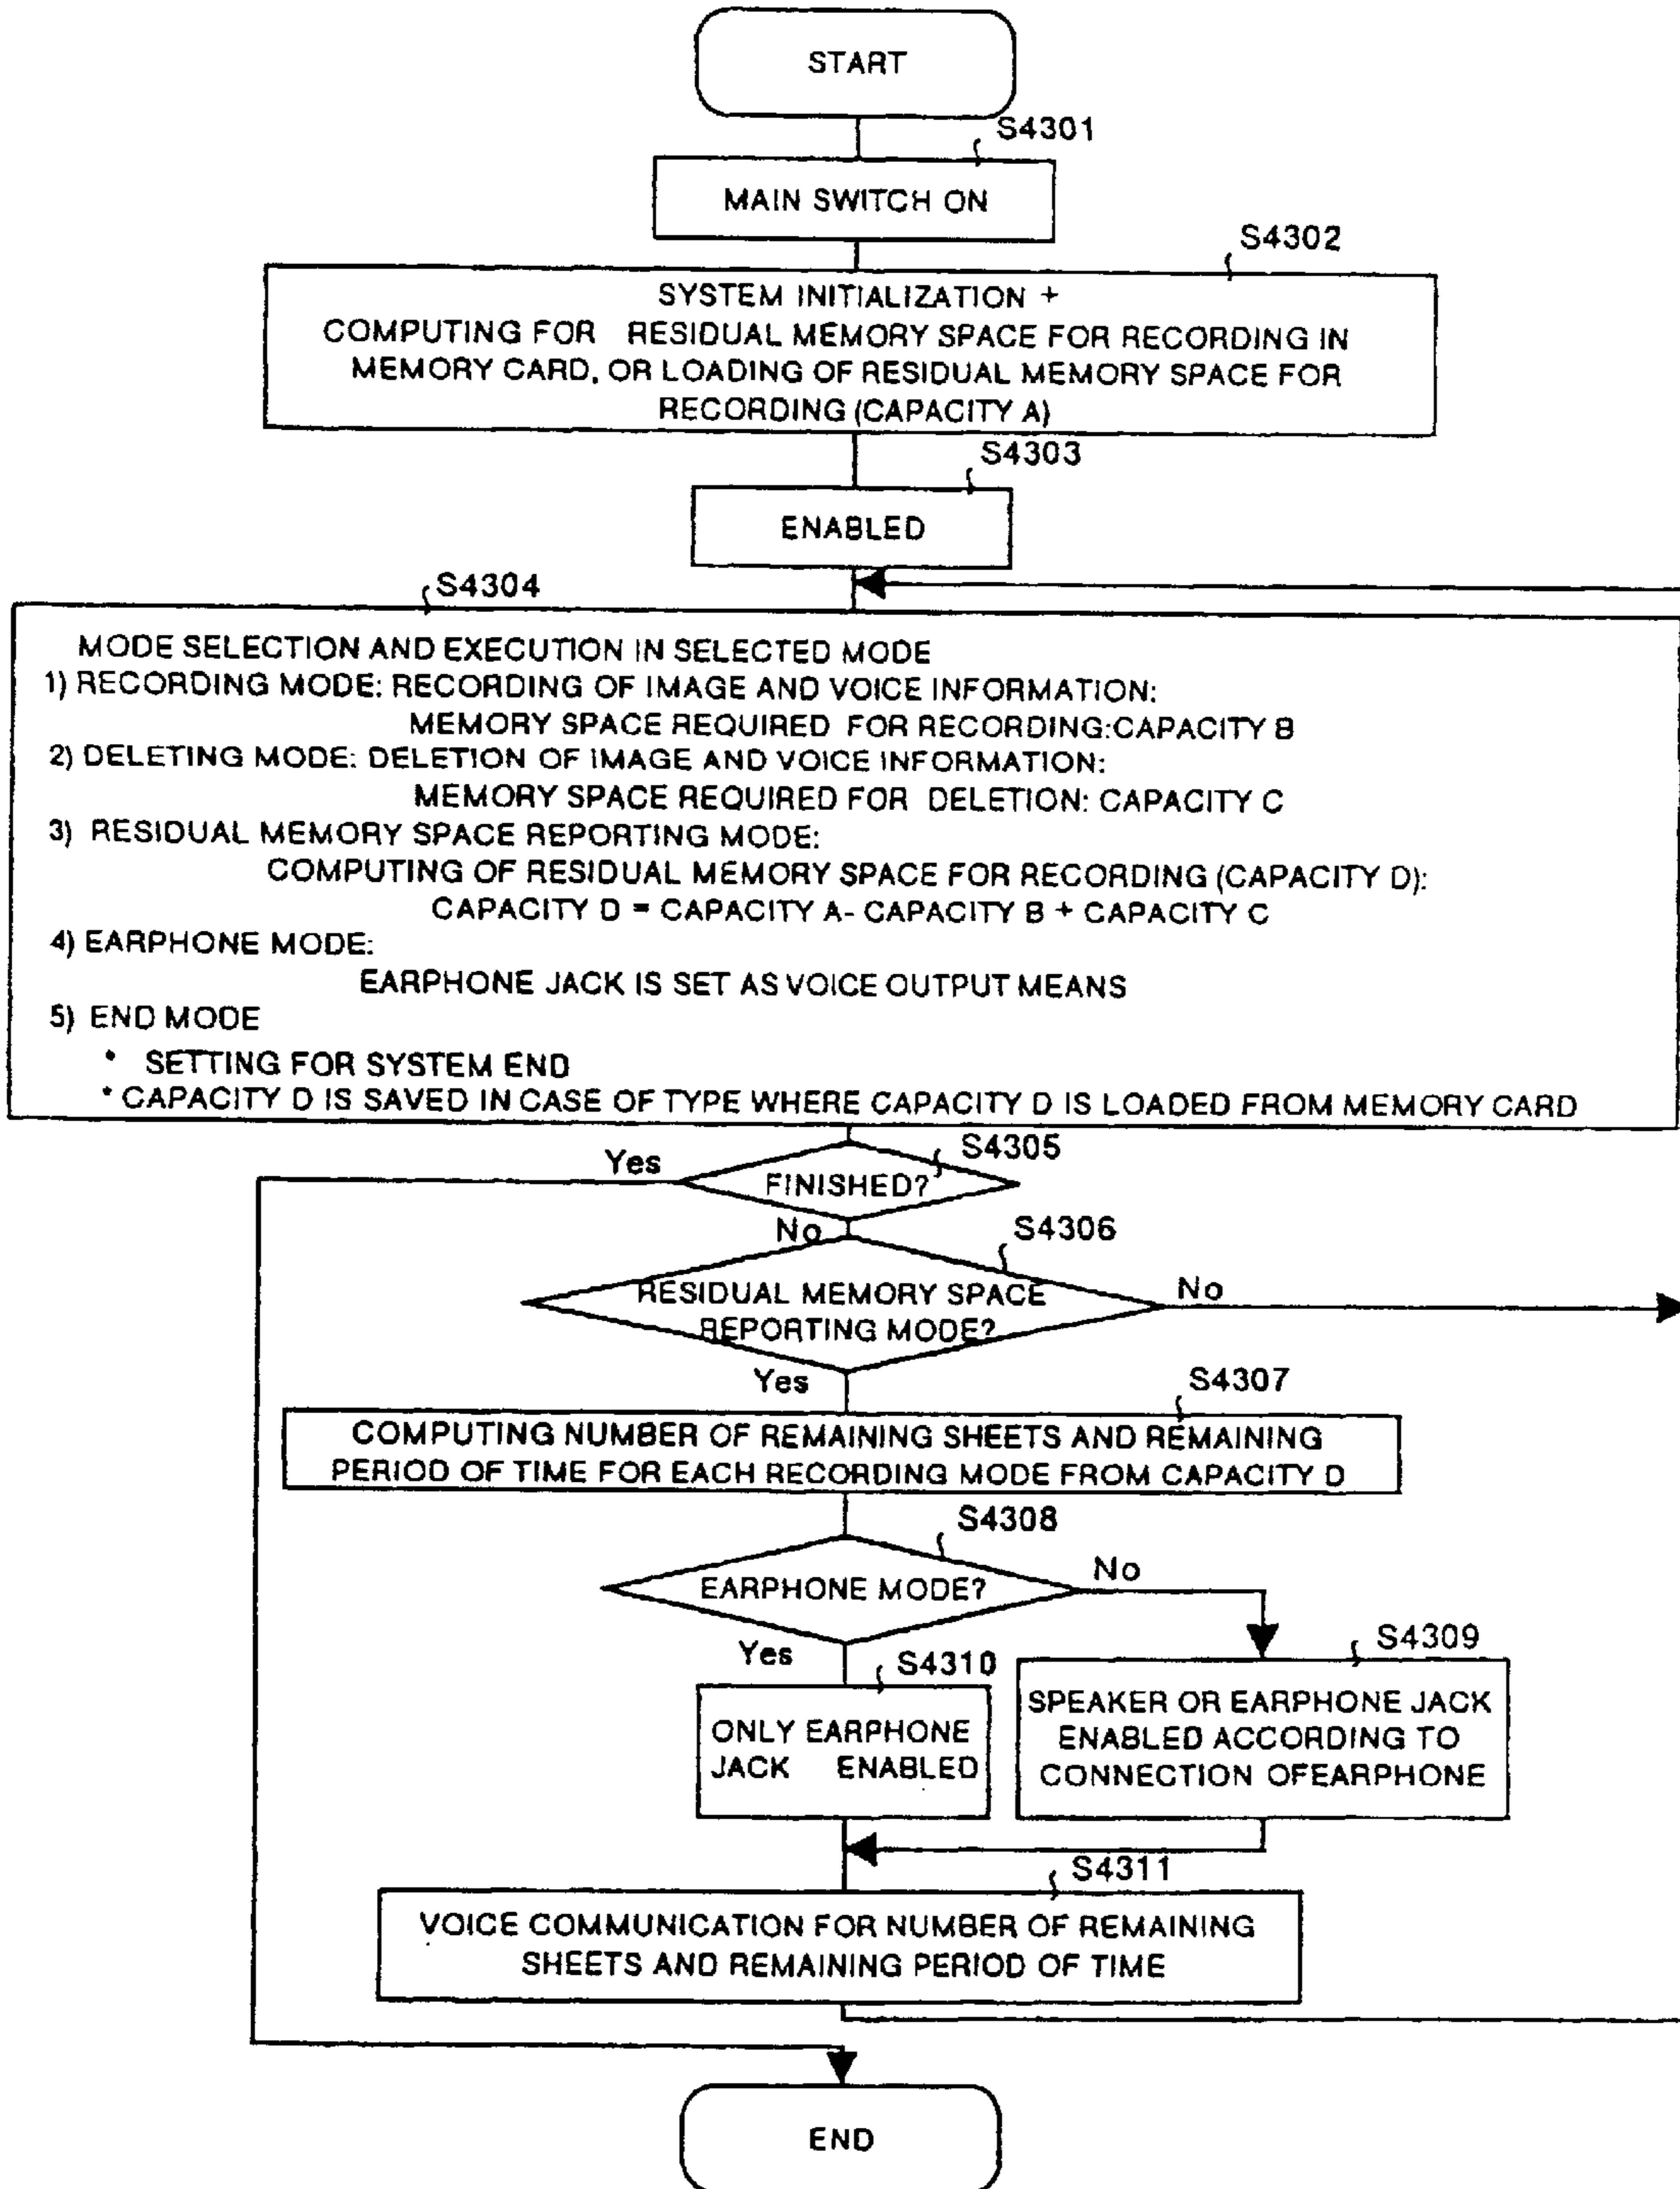 START
S4301
MAIN SWITCH ON
S4302
SYSTEM INITIALIZATION +
COMPUTING FOR RESIDUAL MEMORY SPACE FOR RECORDING IN
MEMORY CARD, OR LOADING OF RESIDUAL MEMORY SPACE FOR
RECORDING (CAPACITY A)
S4303
ENABLED
S4304
MODE SELECTION AND EXECUTION IN SELECTED MODE
1) RECORDING MODE: RECORDING OF IMAGE AND VOICE INFORMATION:
MEMORY SPACE REQUIRED FOR RECORDING:CAPACITY B
2) DELETING MODE: DELETION OF IMAGE AND VOICE INFORMATION:
MEMORY SPACE REQUIRED FOR DELETION: CAPACITY C
3) RESIDUAL MEMORY SPACE REPORTING MODE:
COMPUTING OF RESIDUAL MEMORY SPACE FOR RECORDING (CAPACITY D):
CAPACITY D = CAPACITY A- CAPACITY B + CAPACITY C
4) EARPHONE MODE:
EARPHONE JACK IS SET AS VOICE OUTPUT MEANS
5) END MODE
* SETTING FOR SYSTEM END
* CAPACITY D IS SAVED IN CASE OF TYPE WHERE CAPACITY D IS LOADED FROM MEMORY CARD
S4305
Yes
FINISHED?
No
S4306
RESIDUAL MEMORY SPACE
REPORTING MODE?
No
Yes
S4307
COMPUTING NUMBER OF REMAINING SHEETS AND REMAINING
PERIOD OF TIME FOR EACH RECORDING MODE FROM CAPACITY D
S4308
EARPHONE MODE?
No
Yes
S4310
ONLY EARPHONE
JACK ENABLED
S4309
SPEAKER OR EARPHONE JACK
ENABLED ACCORDING TO
CONNECTION OFEARPHONE
S4311
VOICE COMMUNICATION FOR NUMBER OF REMAINING
SHEETS AND REMAINING PERIOD OF TIME
END